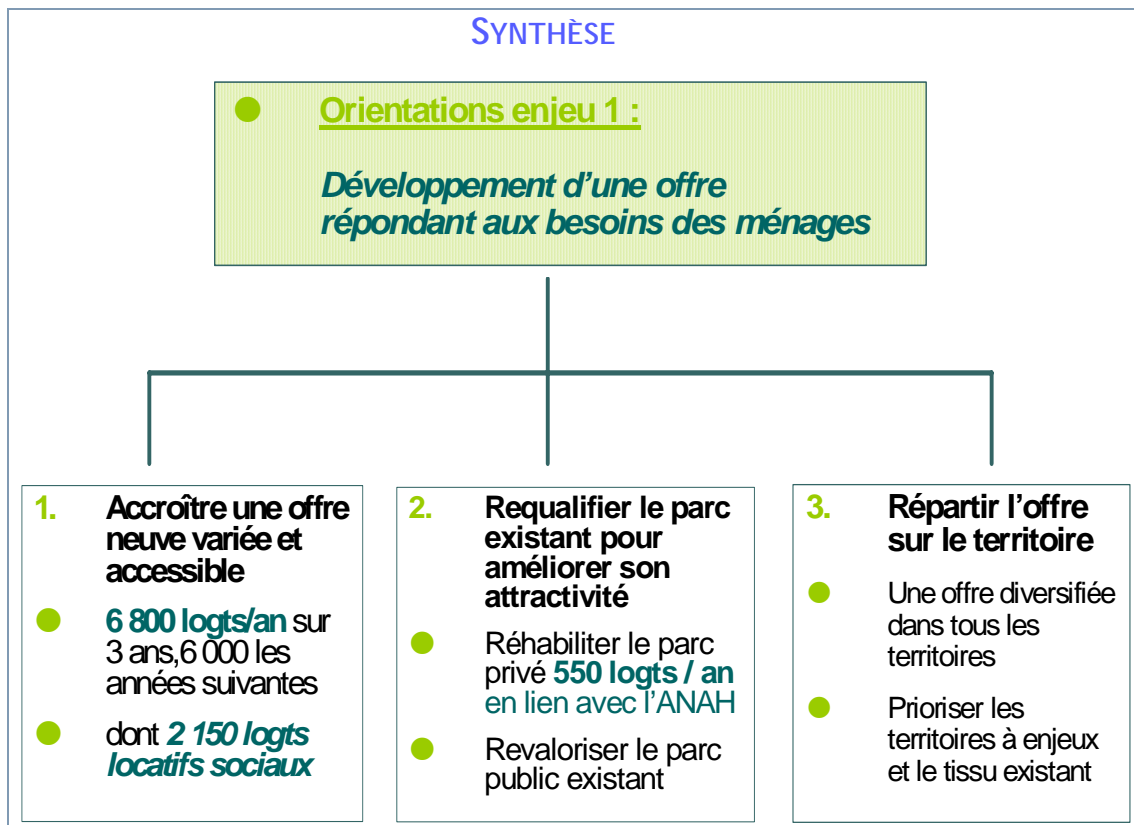 SYNTHÈSE
Orientations enjeu 1 :
Développement d’une offre
répondant aux besoins des ménages
1. Accroître une offre
neuve variée et
accessible
6 800 logts/an sur
3 ans,6 000 les
années suivantes
dont 2 150 logts
locatifs sociaux
2. Requalifier le parc
existant pour
améliorer son
attractivité
Réhabiliter le parc
privé 550 logts / an
en lien avec l’ANAH
Revaloriser le parc
public existant
3. Répartir l’offre
sur le territoire
Une offre diversifiée
dans tous les
territoires
Prioriser les
territoires à enjeux
et le tissu existant